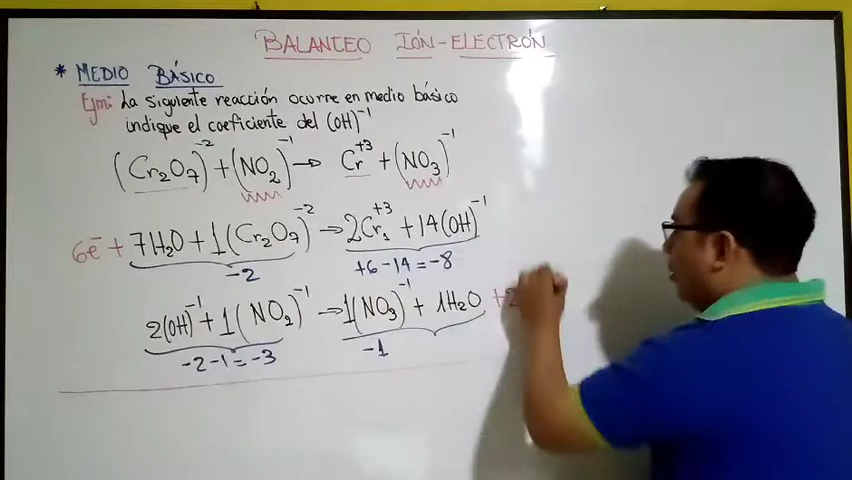 BALANCEO IÓN-ELECTRÓN
* MEDIO BÁSICO
Ejm: La siguiente reacción ocurre en medio básico
indique el coeficiente del (OH)⁻¹
(Cr₂O₇)⁻² + (NO₂)⁻¹ → Cr⁺³ + (NO₃)⁻¹
6e⁻ + 7H₂O + 1(Cr₂O₇)⁻² → 2Cr₁⁺³ + 14(OH)⁻¹
-2 +6-14=-8
2(OH)⁻¹ + 1(NO₂)⁻¹ → 1(NO₃)⁻¹ + 1H₂O +2
-2-1=-3 -1